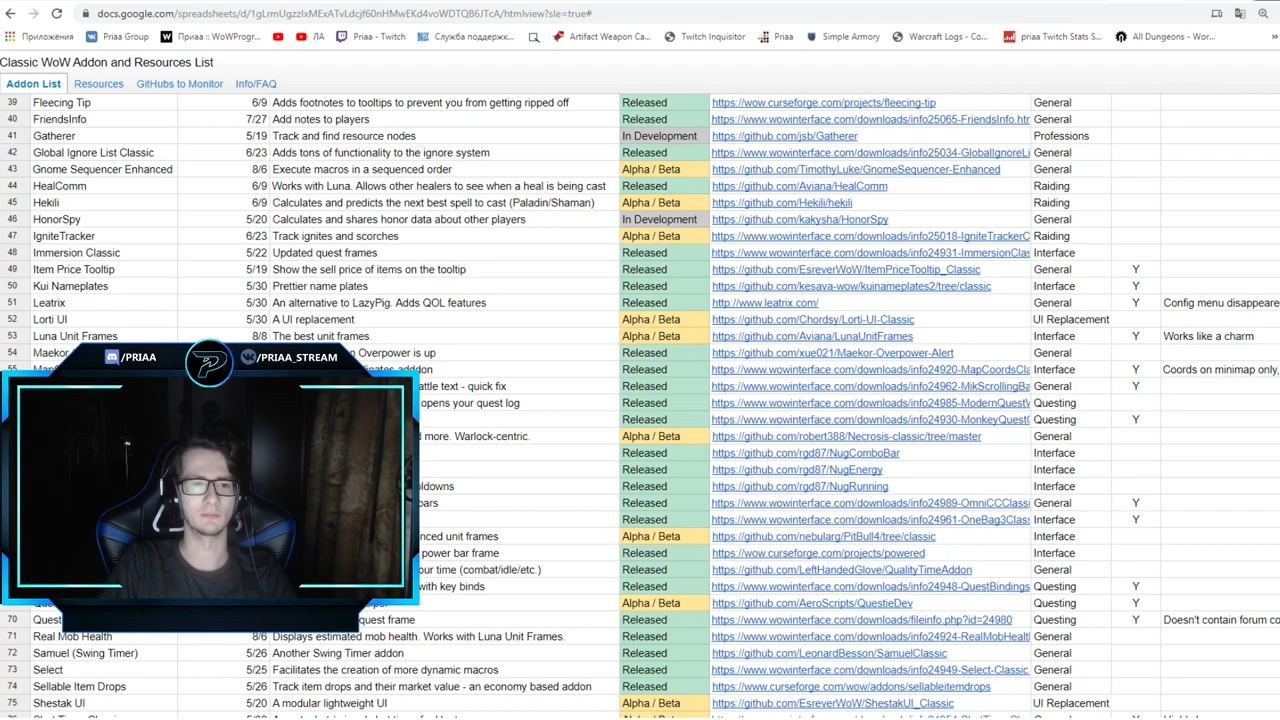 docs.google.com/spreadsheets/d/1gLrmUgzzlxMExATvLdcjf60nHMwEKd4voWDTQB6JTcA/htmlview?sle=true#
Приложения Priaa Group Прпаа :: WoWProgr... ЛА Priaa - Twitch Служба поддержк... Artifact Weapon Ca... Twitch Inquisitor Priaa Simple Armory Warcraft Logs - Co... priaa Twitch Stats S... All Dungeons - Wor...
Classic WoW Addon and Resources List
Addon List Resources GitHubs to Monitor Info/FAQ
39 Fleecing Tip 6/9 Adds footnotes to tooltips to prevent you from getting ripped off Released https://wow.curseforge.com/projects/fleecing-tip General
40 FriendsInfo 7/27 Add notes to players Released https://www.wowinterface.com/downloads/info25065-FriendsInfo.htr General
41 Gatherer 5/19 Track and find resource nodes In Development https://github.com/jsb/Gatherer Professions
42 Global Ignore List Classic 6/23 Adds tons of functionality to the ignore system Released https://www.wowinterface.com/downloads/info25034-GlobalIgnoreLi General
43 Gnome Sequencer Enhanced 8/6 Execute macros in a sequenced order Alpha / Beta https://github.com/TimothyLuke/GnomeSequencer-Enhanced General
44 HealComm 6/9 Works with Luna. Allows other healers to see when a heal is being cast Released https://github.com/Aviana/HealComm Raiding
45 Hekili 6/9 Calculates and predicts the next best spell to cast (Paladin/Shaman) Alpha / Beta https://github.com/Hekili/hekili Raiding
46 HonorSpy 5/20 Calculates and shares honor data about other players In Development https://github.com/kakysha/HonorSpy General
47 IgniteTracker 6/23 Track ignites and scorches Alpha / Beta https://www.wowinterface.com/downloads/info25018-IgniteTrackerC Raiding
48 Immersion Classic 5/22 Updated quest frames Released https://www.wowinterface.com/downloads/info24931-ImmersionClas Interface
49 Item Price Tooltip 5/19 Show the sell price of items on the tooltip Released https://github.com/EsreverWoW/ItemPriceTooltip_Classic General Y
50 Kui Nameplates 5/30 Prettier name plates Released https://github.com/kesava-wow/kuinameplates2/tree/classic Interface Y
51 Leatrix 5/30 An alternative to LazyPig. Adds QOL features Released http://www.leatrix.com/ General Y Config menu disappeare
52 Lorti UI 5/30 A UI replacement Alpha / Beta https://github.com/Chordsy/Lorti-UI-Classic UI Replacement
53 Luna Unit Frames 8/8 The best unit frames. Alpha / Beta https://github.com/Aviana/LunaUnitFrames Interface Y Works like a charm
54 Maekor Overpower is up Released https://github.com/xue021/Maekor-Overpower-Alert General
/PRIAA /PRIAA_STREAM
55 Released https://www.wowinterface.com/downloads/info24920-MapCoordsCla Interface Y Coords on minimap only,
text - quick fix Released https://www.wowinterface.com/downloads/info24962-MikScrollingBa General Y
opens your quest log Released https://www.wowinterface.com/downloads/info24985-ModernQuestW Questing
Released https://www.wowinterface.com/downloads/info24930-MonkeyQuestC Questing Y
more. Warlock-centric. Alpha / Beta https://github.com/robert388/Necrosis-classic/tree/master General
Released https://github.com/rgd87/NugComboBar Interface
Released https://github.com/rgd87/NugEnergy Interface
Released https://github.com/rgd87/NugRunning Interface
bars Released https://www.wowinterface.com/downloads/info24989-OmniCCClassi General Y
Released https://www.wowinterface.com/downloads/info24961-OneBag3Classi Interface Y
unit frames Alpha / Beta https://github.com/nebularg/PitBull4/tree/classic Interface
power bar frame Released https://www.curseforge.com/projects/powered Interface
our time (combat/idle/etc.) Released https://github.com/LeftHandedGlove/QualityTimeAddon General
with key binds Released https://www.wowinterface.com/downloads/info24948-QuestBindings Questing Y
Alpha / Beta https://github.com/AeroScripts/QuestieDev Questing Y
70 Quest quest frame Released https://www.wowinterface.com/downloads/fileinfo.php?id=24980 Questing Y Doesn't contain forum co
71 Real Mob Health 8/6 Displays estimated mob health. Works with Luna Unit Frames. Released https://www.wowinterface.com/downloads/info24924-RealMobHealt General
72 Samuel (Swing Timer) 5/26 Another Swing Timer addon Released https://github.com/LeonardBesson/SamuelClassic General
73 Select 5/25 Facilitates the creation of more dynamic macros Released https://www.wowinterface.com/downloads/info24949-Select-Classic General
74 Sellable Item Drops 5/26 Track item drops and their market value - an economy based addon Released https://www.curseforge.com/wow/addons/sellableitemdrops General
75 Shestak UI 5/20 A modular lightweight UI Alpha / Beta https://github.com/EsreverWoW/ShestakUI_Classic UI Replacement